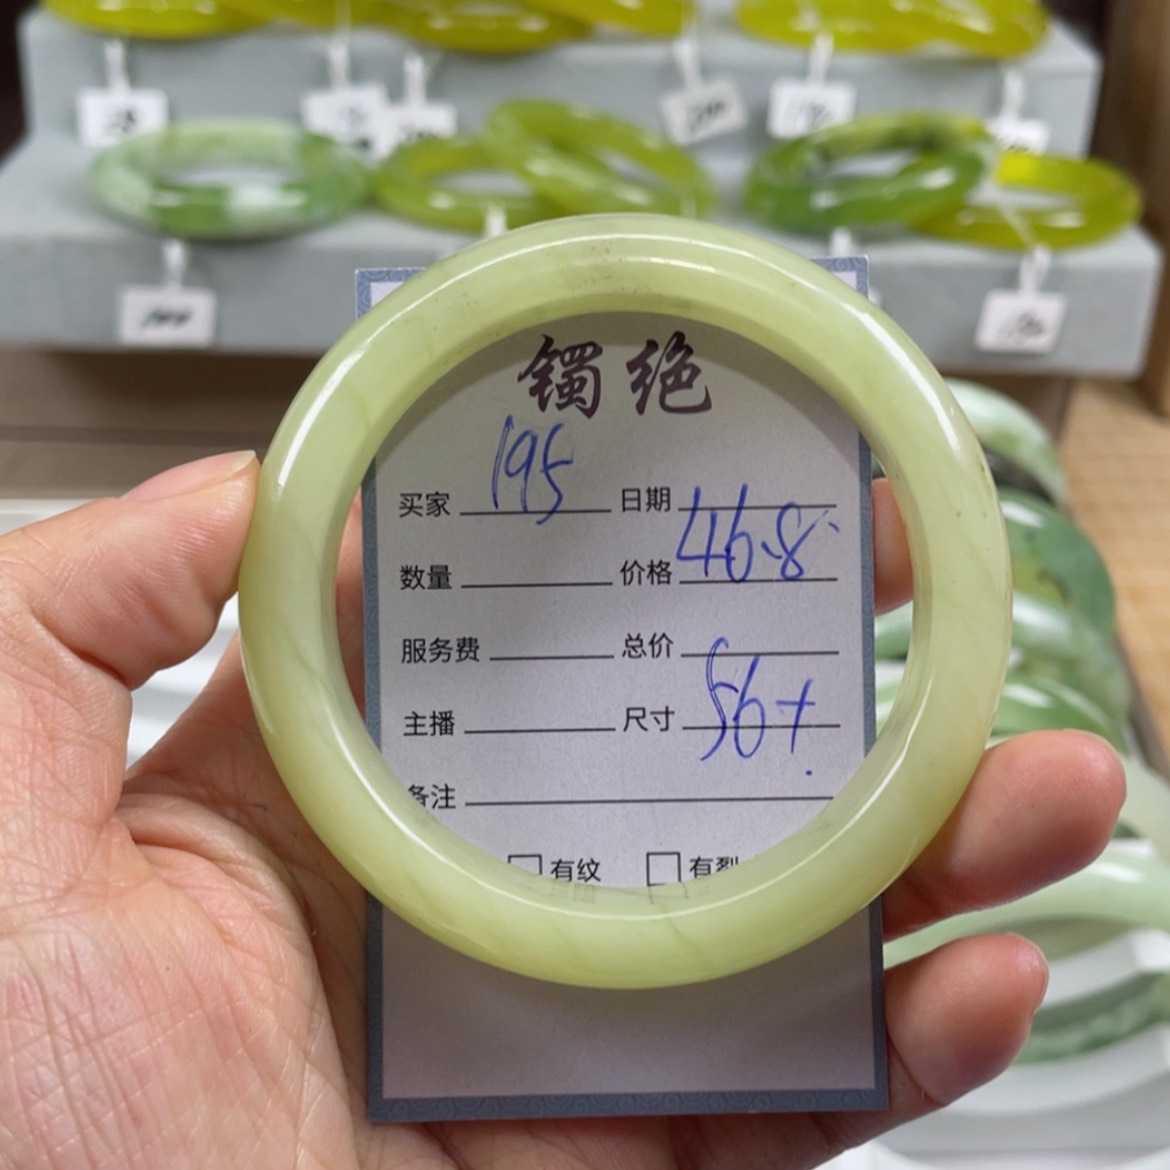 镯绝
买家 195 日期
数量 价格 46.8
服务费 总价
主播 尺寸 56+
备注
有纹 有裂